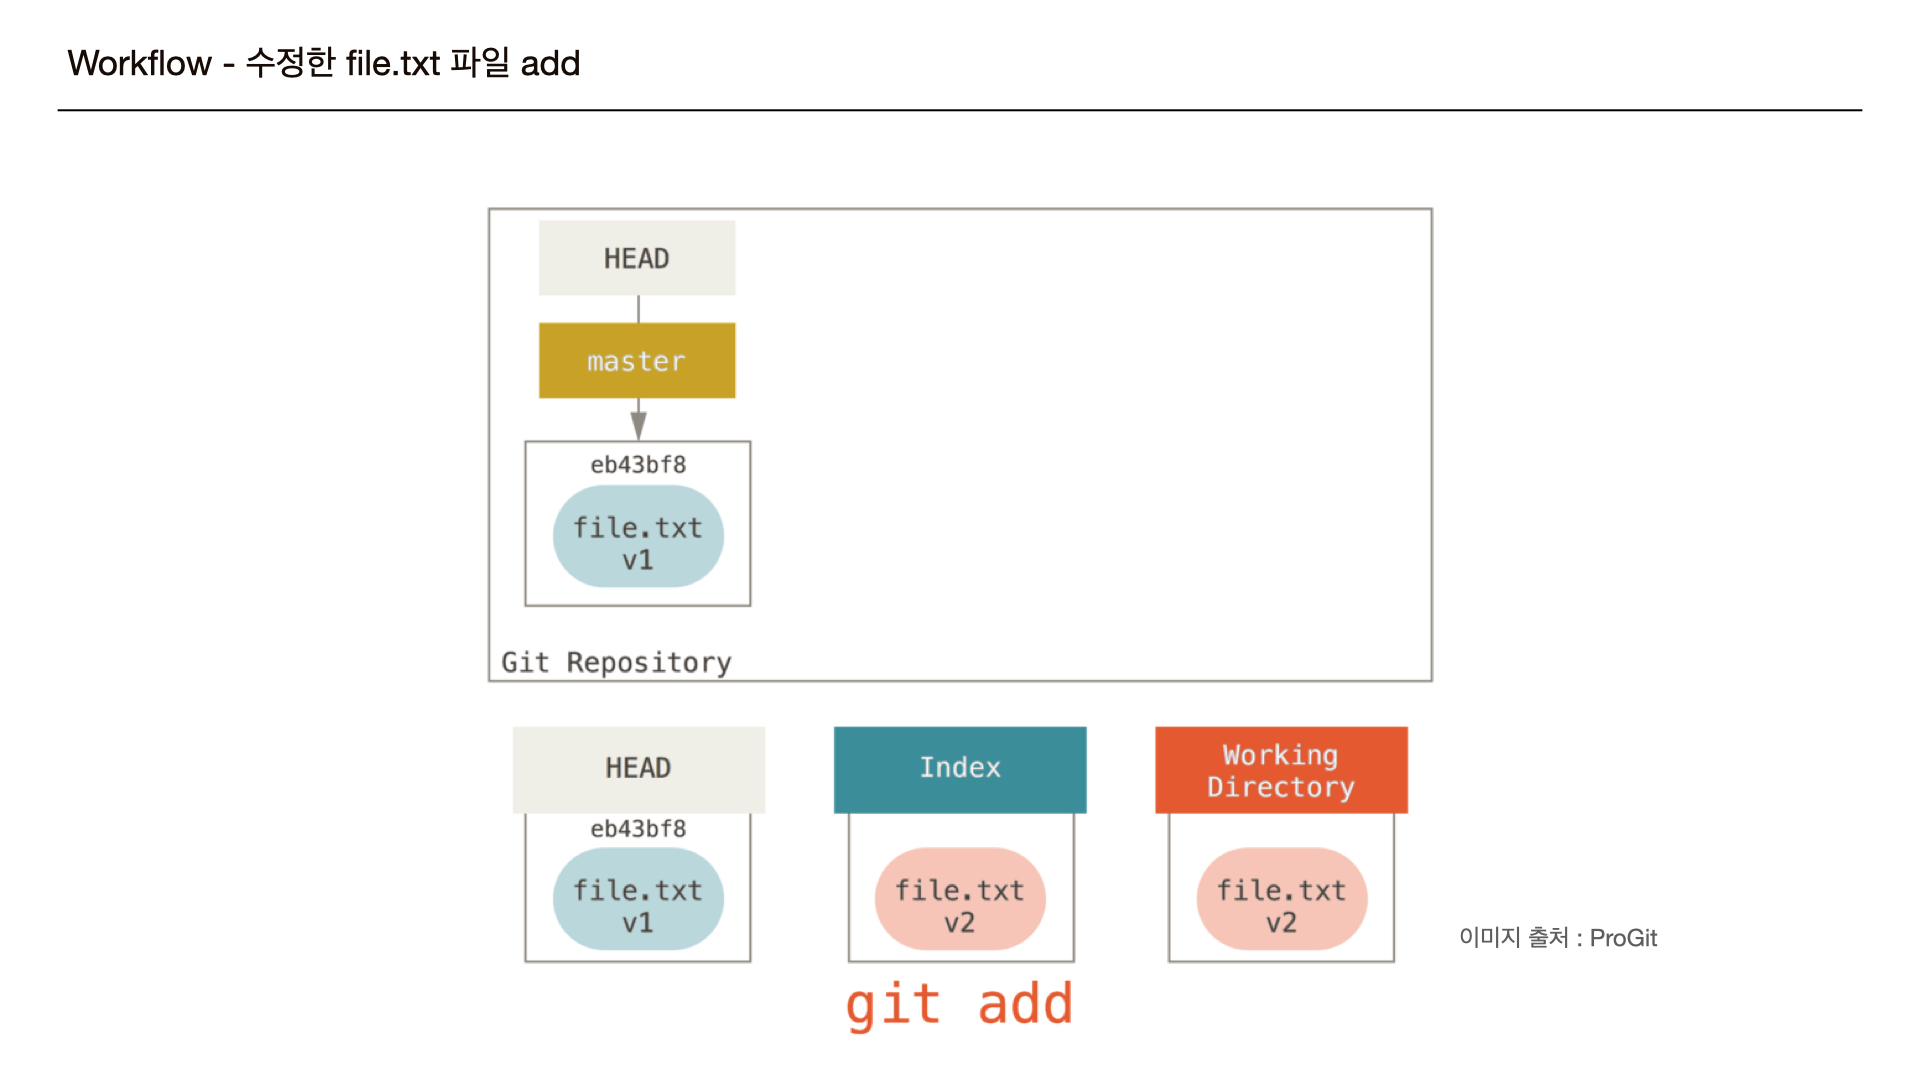 Workflow - 수정한 file.txt 파일 add
HEAD
master
eb43bf8
file.txt
v1
Git Repository
HEAD
eb43bf8
file.txt
v1
Index
file.txt
v2
Working
Directory
file.txt
v2
이미지 출처 : ProGit
git add